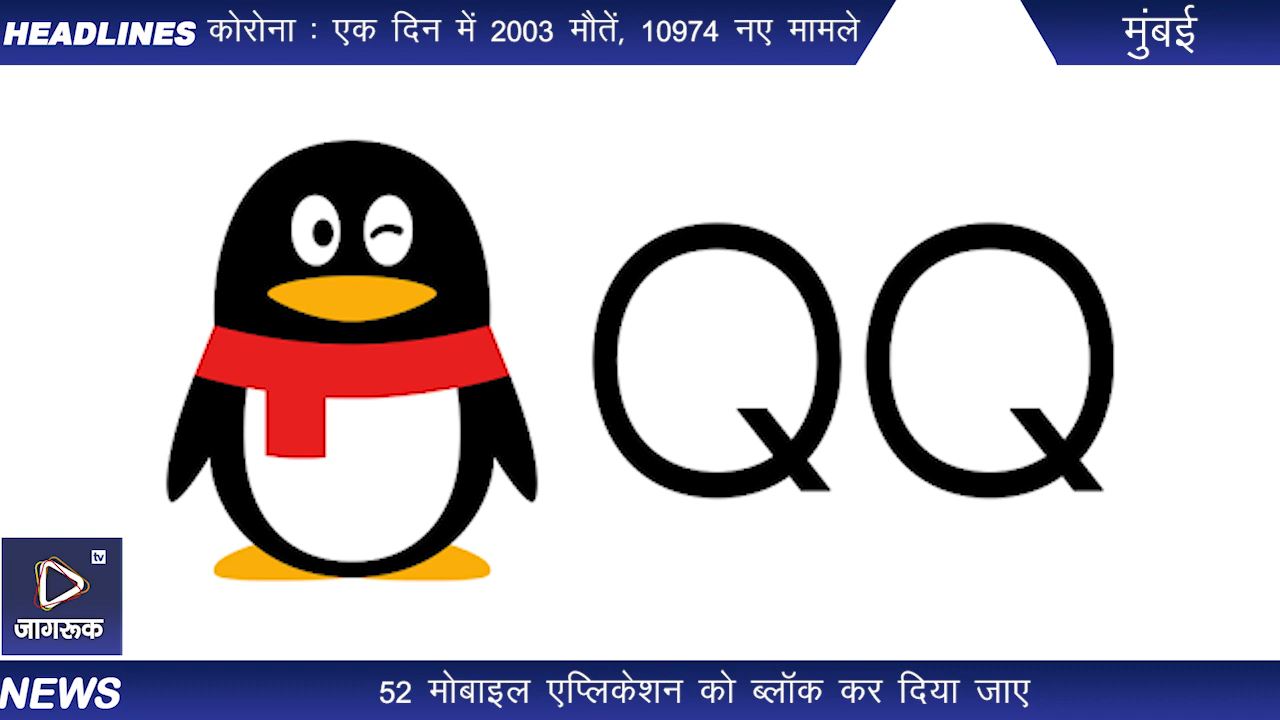 HEADLINES कोरोना : एक दिन में 2003 मौतें, 10974 नए मामले
मुंबई
QQ
tv
जागरूक
NEWS 52 मोबाइल एप्लिकेशन को ब्लॉक कर दिया जाए